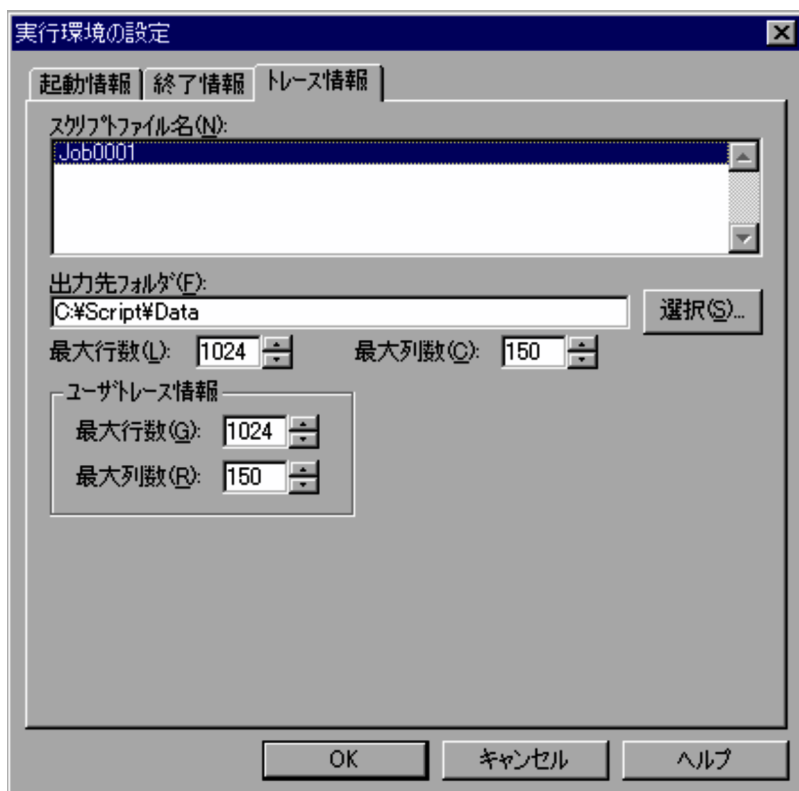 実行環境の設定
起動情報 終了情報 トレース情報
スクリプトファイル名(N):
Job0001
出力先フォルダ(F):
C:¥Script¥Data 選択(S)...
最大行数(L): 1024 最大列数(C): 150
ユーザトレース情報
最大行数(G): 1024
最大列数(R): 150
OK キャンセル ヘルプ